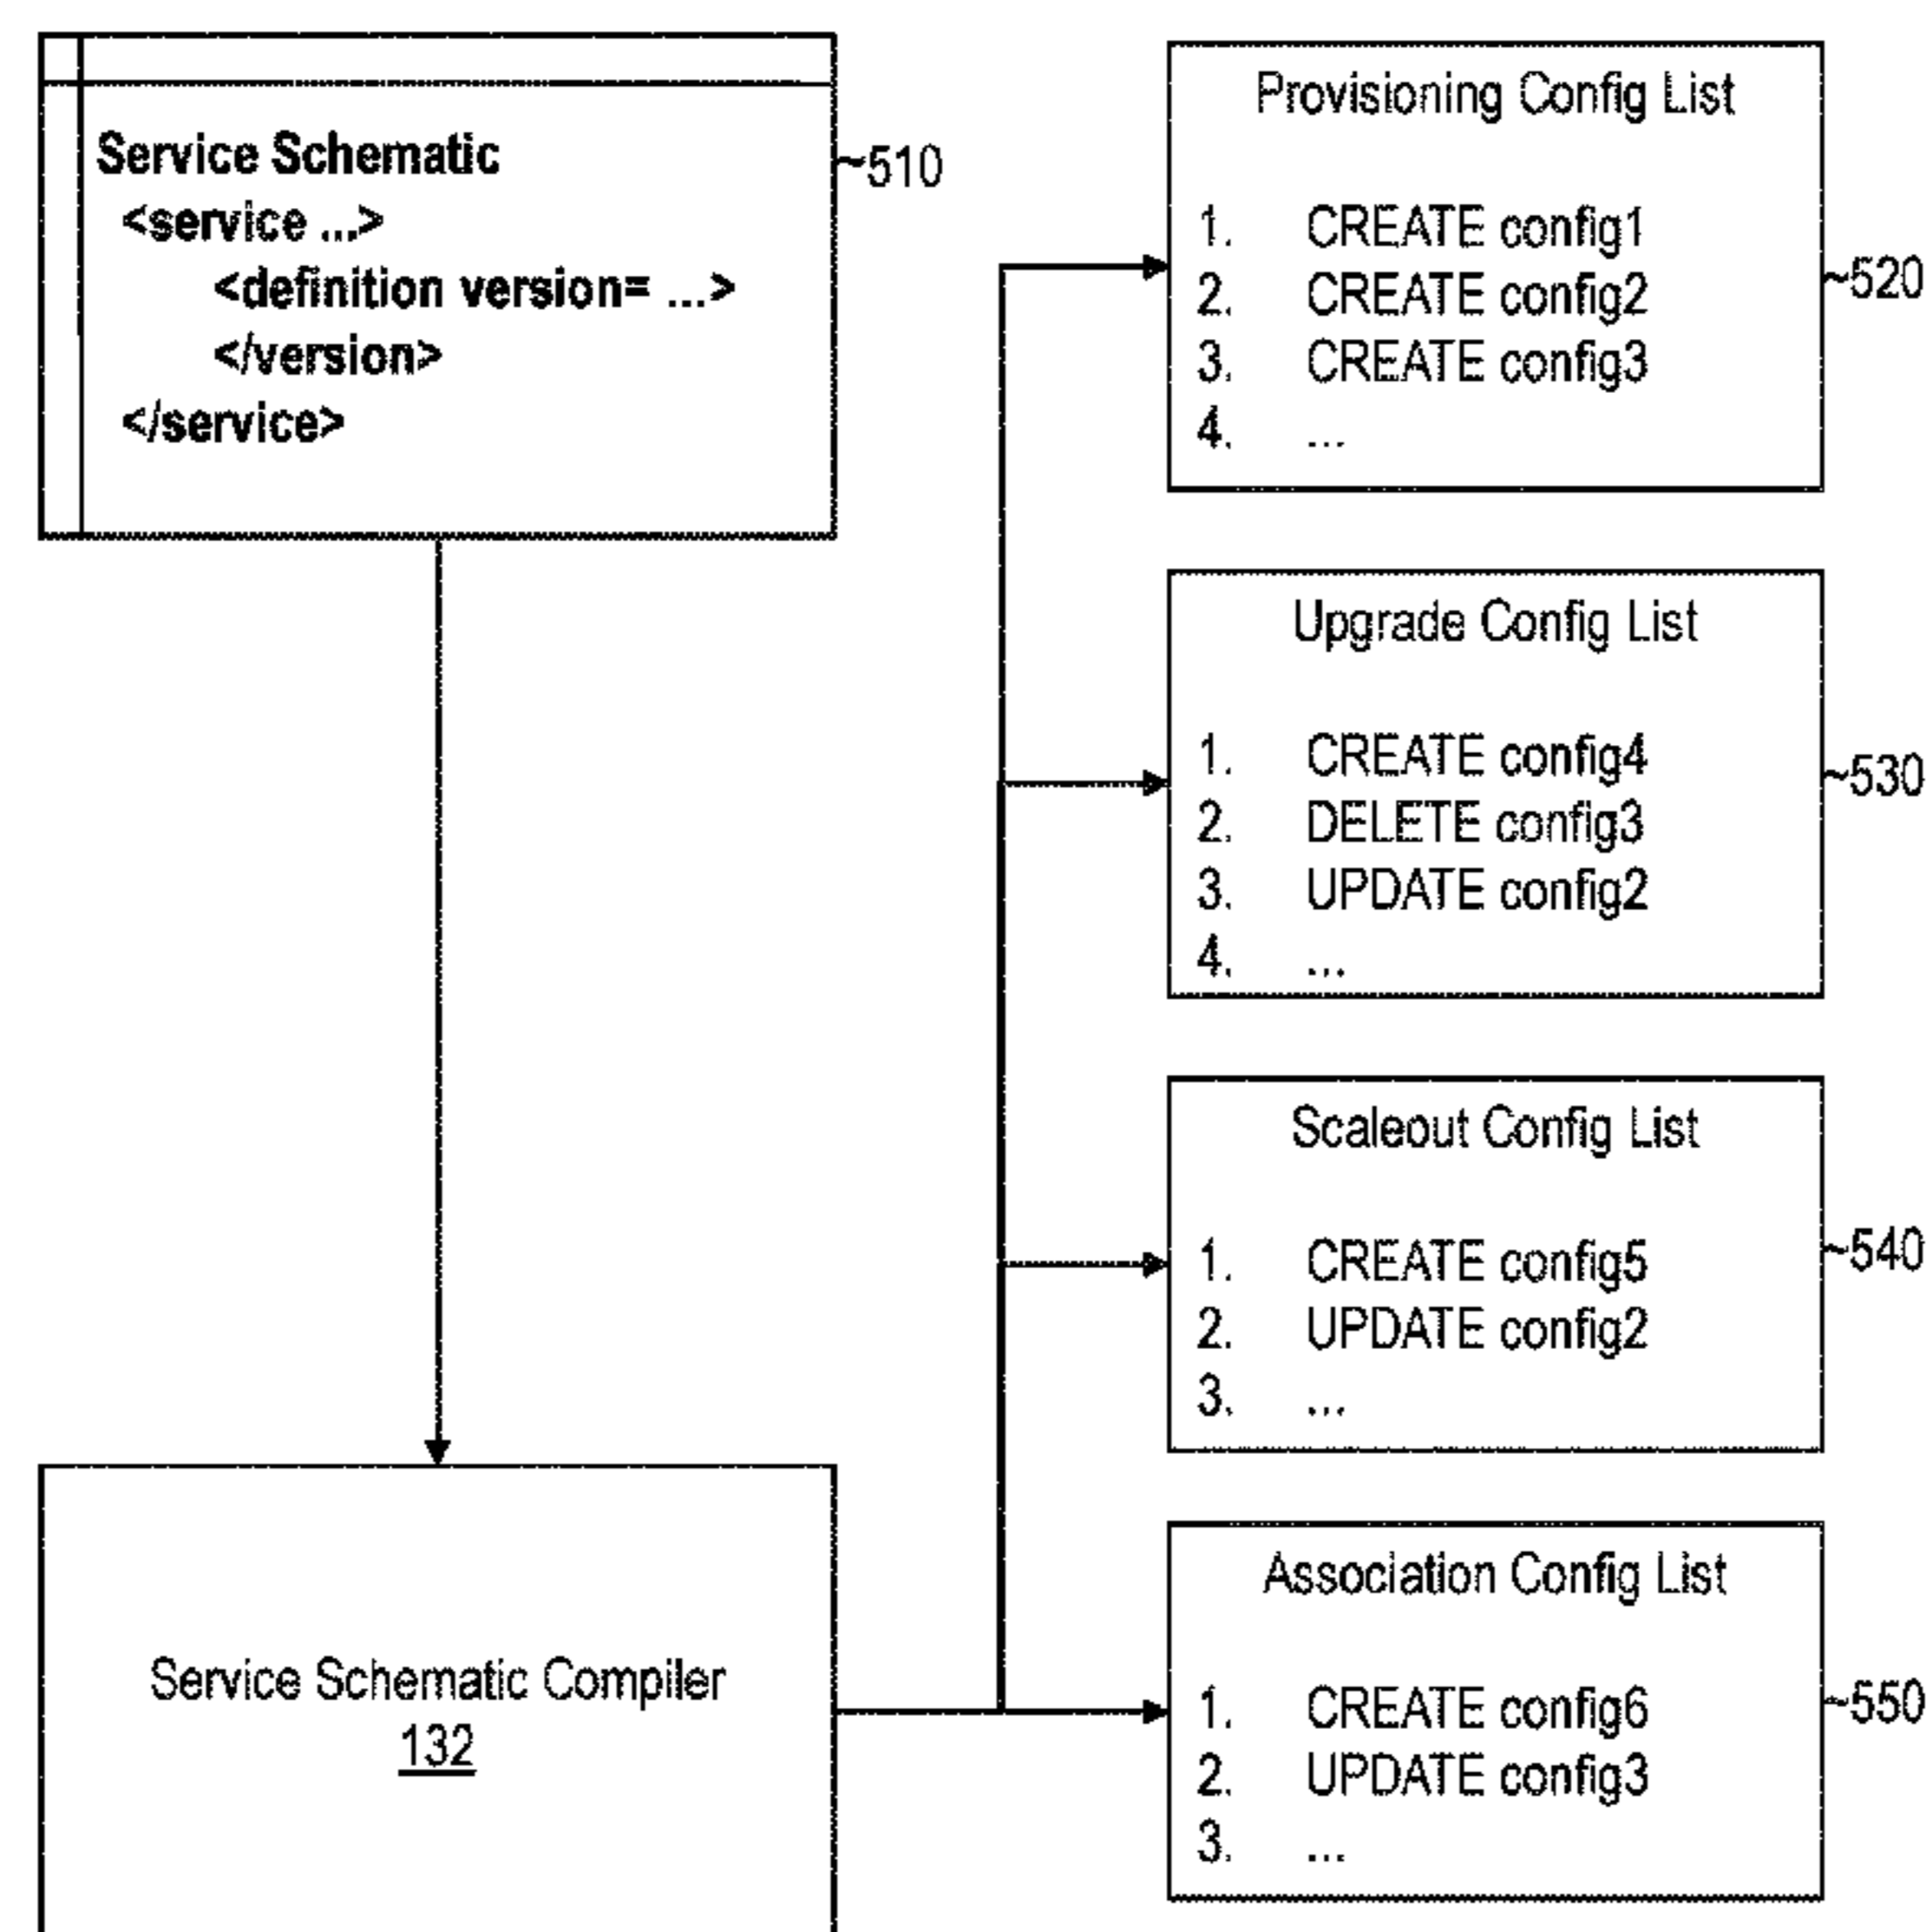 Service Schematic
<service ...>
<definition version= ...>
</version>
</service>
~510
Service Schematic Compiler
132
Provisioning Config List
1. CREATE config1
2. CREATE config2
3. CREATE config3
4. ...
~520
Upgrade Config List
1. CREATE config4
2. DELETE config3
3. UPDATE config2
4. ...
~530
Scaleout Config List
1. CREATE config5
2. UPDATE config2
3. ...
~540
Association Config List
1. CREATE config6
2. UPDATE config3
3. ...
~550